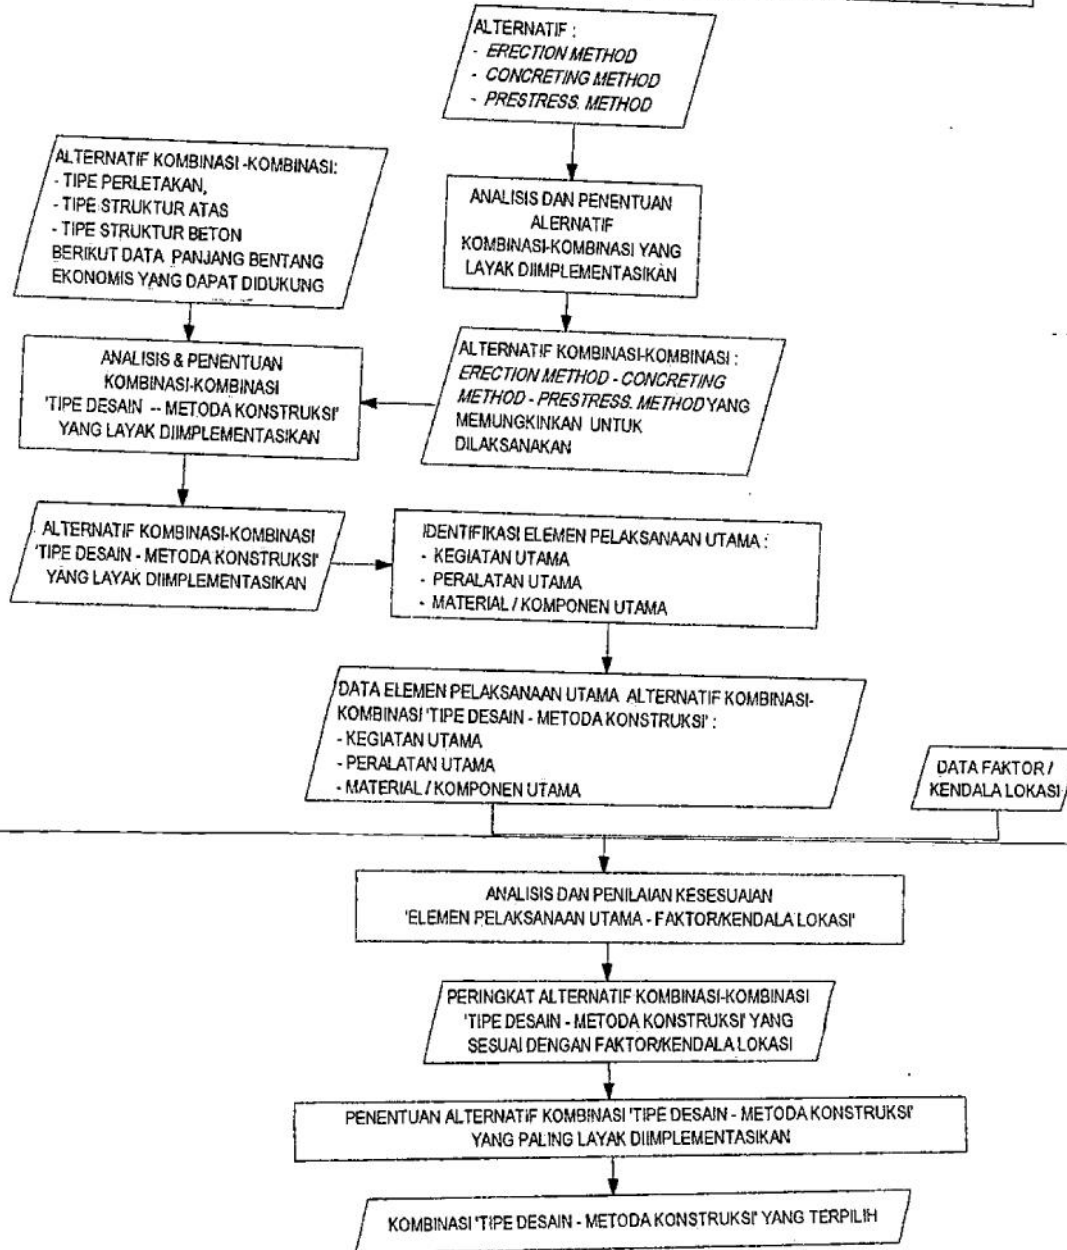 ALTERNATIF :
- ERECTION METHOD
- CONCRETING METHOD
- PRESTRESS. METHOD
ALTERNATIF KOMBINASI -KOMBINASI:
- TIPE PERLETAKAN,
- TIPE STRUKTUR ATAS
- TIPE STRUKTUR BETON
BERIKUT DATA PANJANG BENTANG
EKONOMIS YANG DAPAT DIDUKUNG
ANALISIS DAN PENENTUAN
ALERNATIF
KOMBINASI-KOMBINASI YANG
LAYAK DIIMPLEMENTASIKAN
ANALISIS & PENENTUAN
KOMBINASI-KOMBINASI
'TIPE DESAIN -- METODA KONSTRUKSI'
YANG LAYAK DIIMPLEMENTASIKAN
ALTERNATIF KOMBINASI-KOMBINASI :
ERECTION METHOD - CONCRETING
METHOD - PRESTRESS. METHOD YANG
MEMUNGKINKAN UNTUK
DILAKSANAKAN
ALTERNATIF KOMBINASI-KOMBINASI
'TIPE DESAIN - METODA KONSTRUKSI'
YANG LAYAK DIIMPLEMENTASIKAN
IDENTIFIKASI ELEMEN PELAKSANAAN UTAMA :
- KEGIATAN UTAMA
- PERALATAN UTAMA
- MATERIAL / KOMPONEN UTAMA
DATA ELEMEN PELAKSANAAN UTAMA ALTERNATIF KOMBINASI-
KOMBINASI 'TIPE DESAIN - METODA KONSTRUKSI' :
- KEGIATAN UTAMA
- PERALATAN UTAMA
- MATERIAL / KOMPONEN UTAMA
DATA FAKTOR /
KENDALA LOKASI
ANALISIS DAN PENILAIAN KESESUAIAN
'ELEMEN PELAKSANAAN UTAMA - FAKTOR/KENDALA LOKASI'
PERINGKAT ALTERNATIF KOMBINASI-KOMBINASI
'TIPE DESAIN - METODA KONSTRUKSI' YANG
SESUAI DENGAN FAKTOR/KENDALA LOKASI
PENENTUAN ALTERNATIF KOMBINASI 'TIPE DESAIN - METODA KONSTRUKSI'
YANG PALING LAYAK DIIMPLEMENTASIKAN
KOMBINASI 'TIPE DESAIN - METODA KONSTRUKSI' YANG TERPILIH